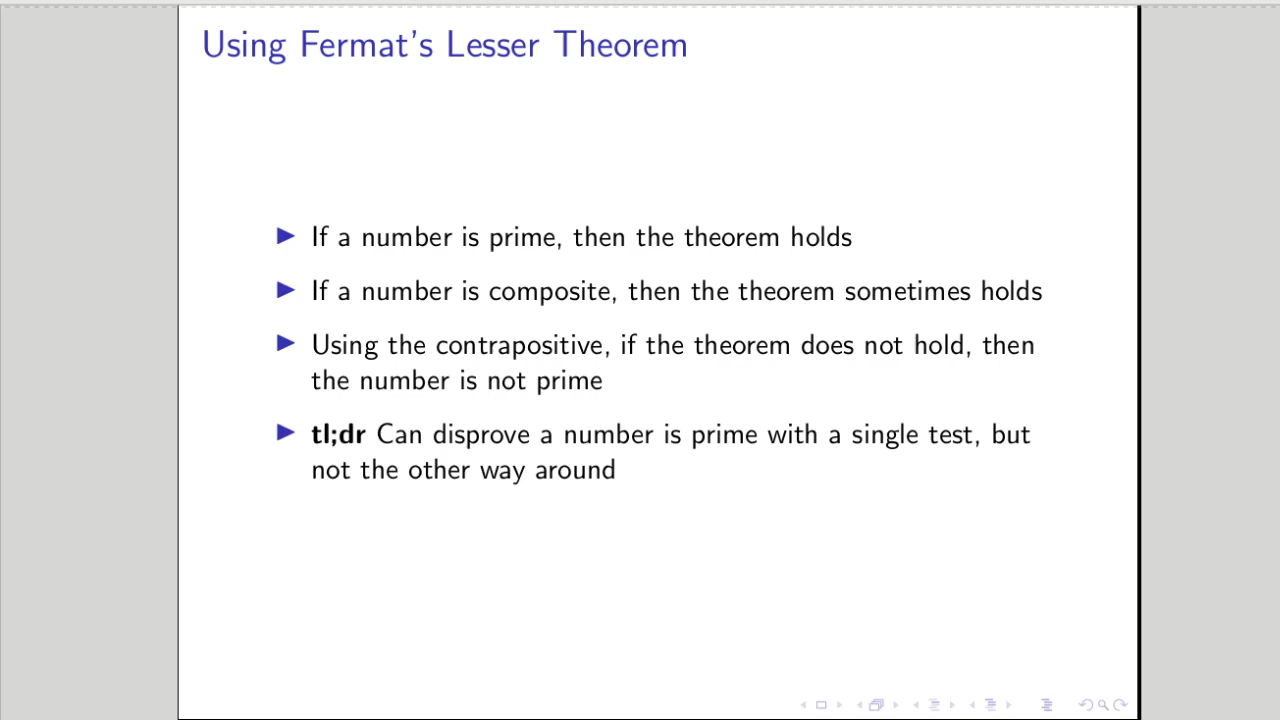 Using Fermat's Lesser Theorem
If a number is prime, then the theorem holds
If a number is composite, then the theorem sometimes holds
Using the contrapositive, if the theorem does not hold, then
the number is not prime
tl;dr Can disprove a number is prime with a single test, but
not the other way around